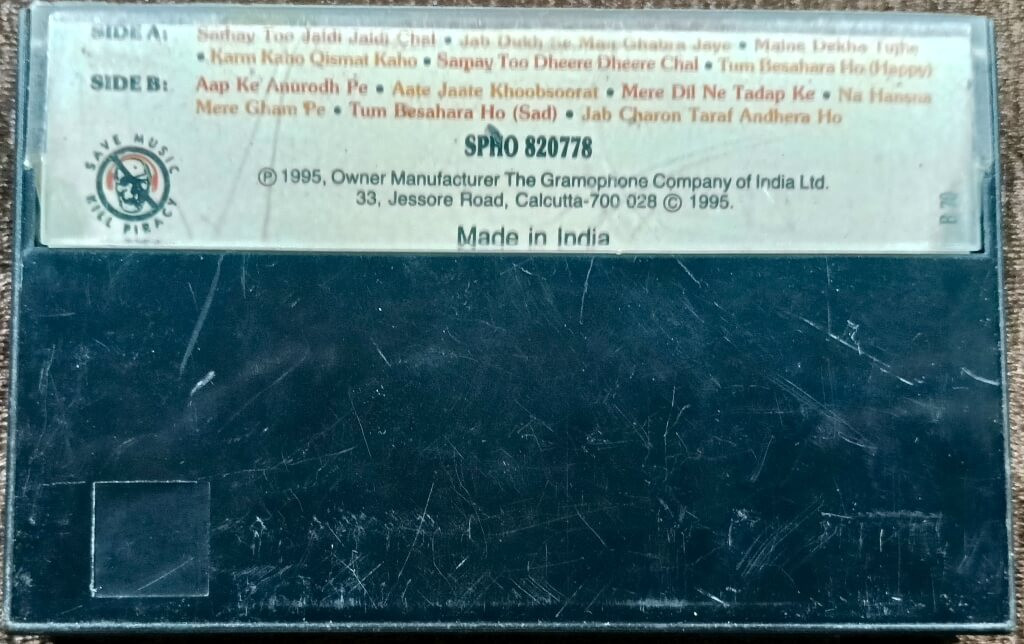 SIDE A: Sarpay Too Jaldi Jaldi Chal • Jab Dukh Se Man Ghabra Jaye • Maine Dekha Tujhe
• Karm Kaho Qismat Kaho • Sarpay Too Dheere Dheere Chal • Tum Besahara Ho (Happy)
SIDE B: Aap Ke Anurodh Pe • Aate Jaate Khoobsoorat • Mere Dil Ne Tadap Ke • Na Hansna
Mere Gham Pe • Tum Besahara Ho (Sad) • Jab Charon Taraf Andhera Ho
SAVE MUSIC
KILL PIRACY
SPHO 820778
Ⓟ 1995, Owner Manufacturer The Gramophone Company of India Ltd.
33, Jessore Road, Calcutta-700 028 © 1995.
Made in India